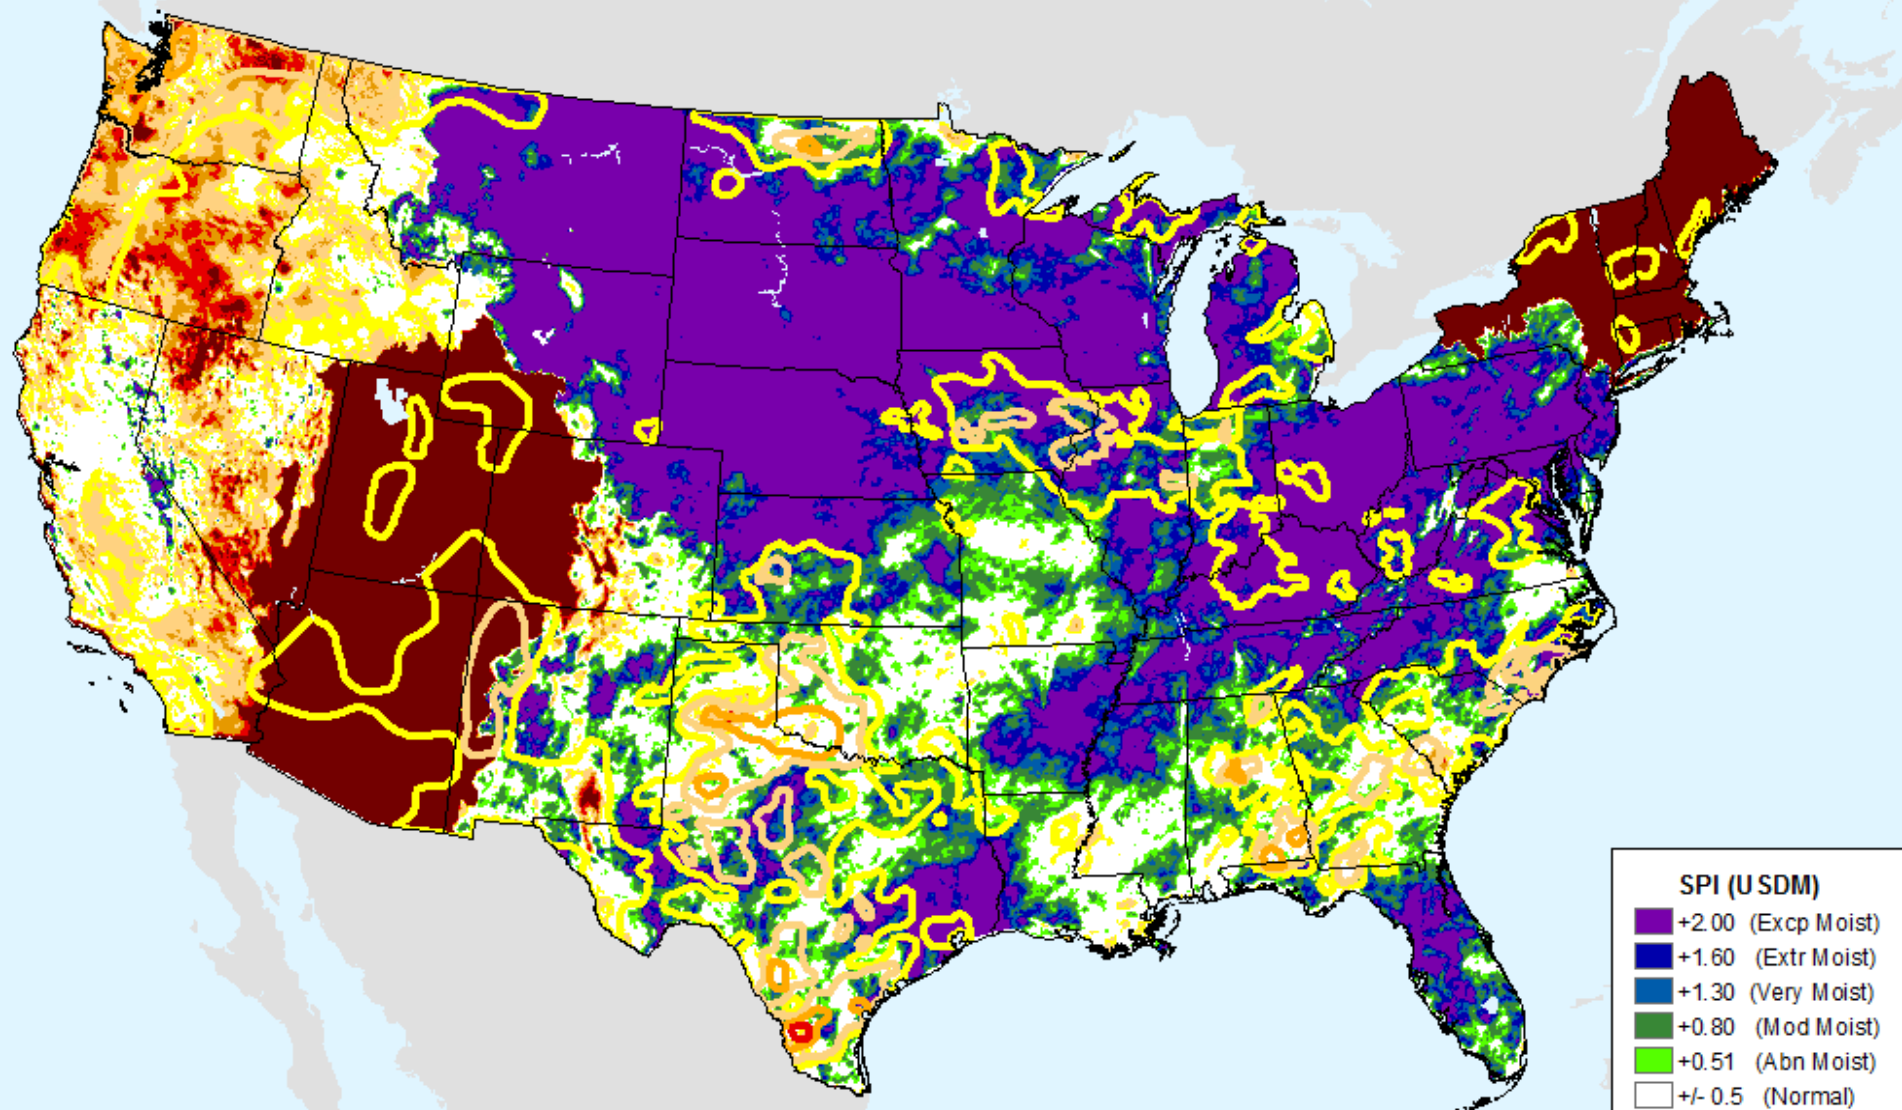 SPI (USDM)
+2.00 (Excp Moist)
+1.60 (Extr Moist)
+1.30 (Very Moist)
+0.80 (Mod Moist)
+0.51 (Abn Moist)
+/- 0.5 (Normal)